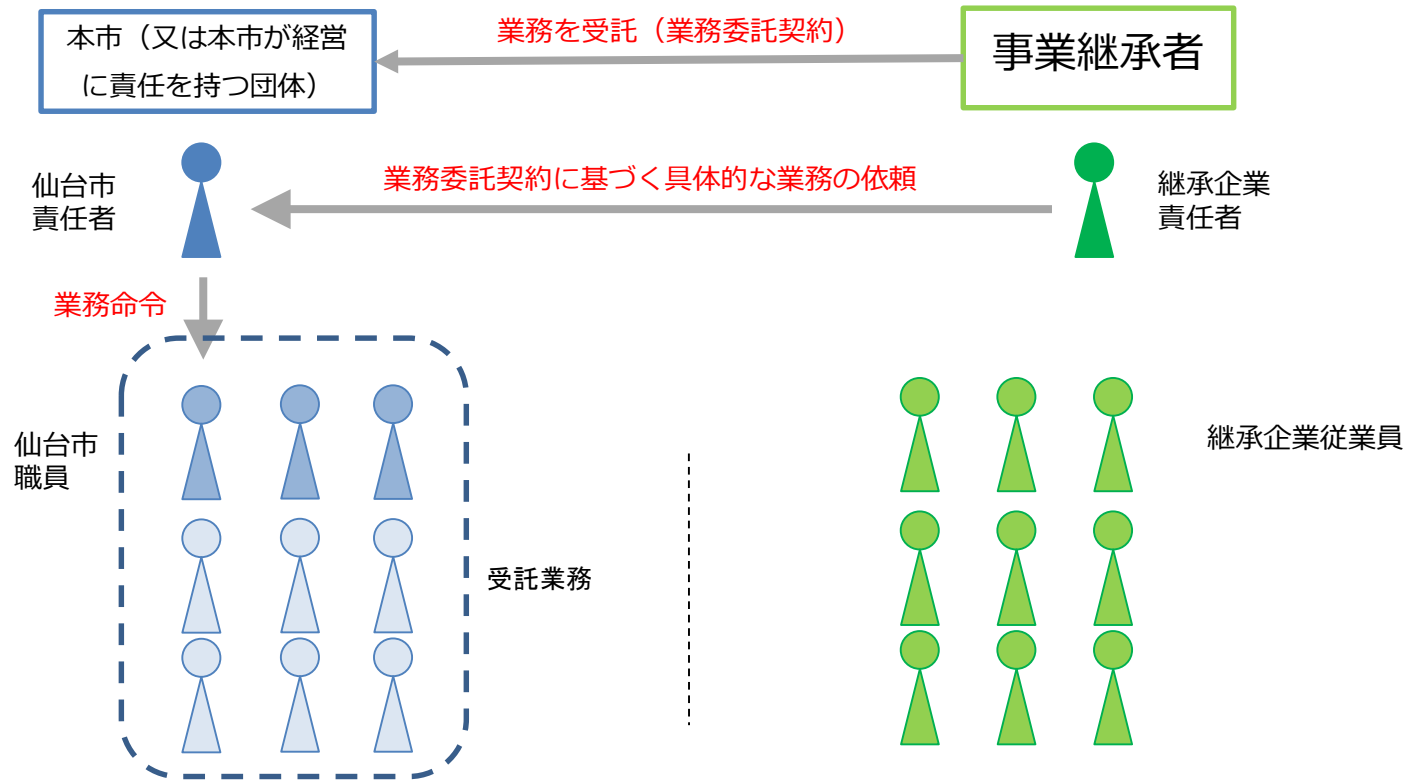 本市（又は本市が経営
に責任を持つ団体）
業務を受託（業務委託契約）
事業継承者
仙台市
責任者
業務委託契約に基づく具体的な業務の依頼
継承企業
責任者
業務命令
仙台市
職員
受託業務
継承企業従業員